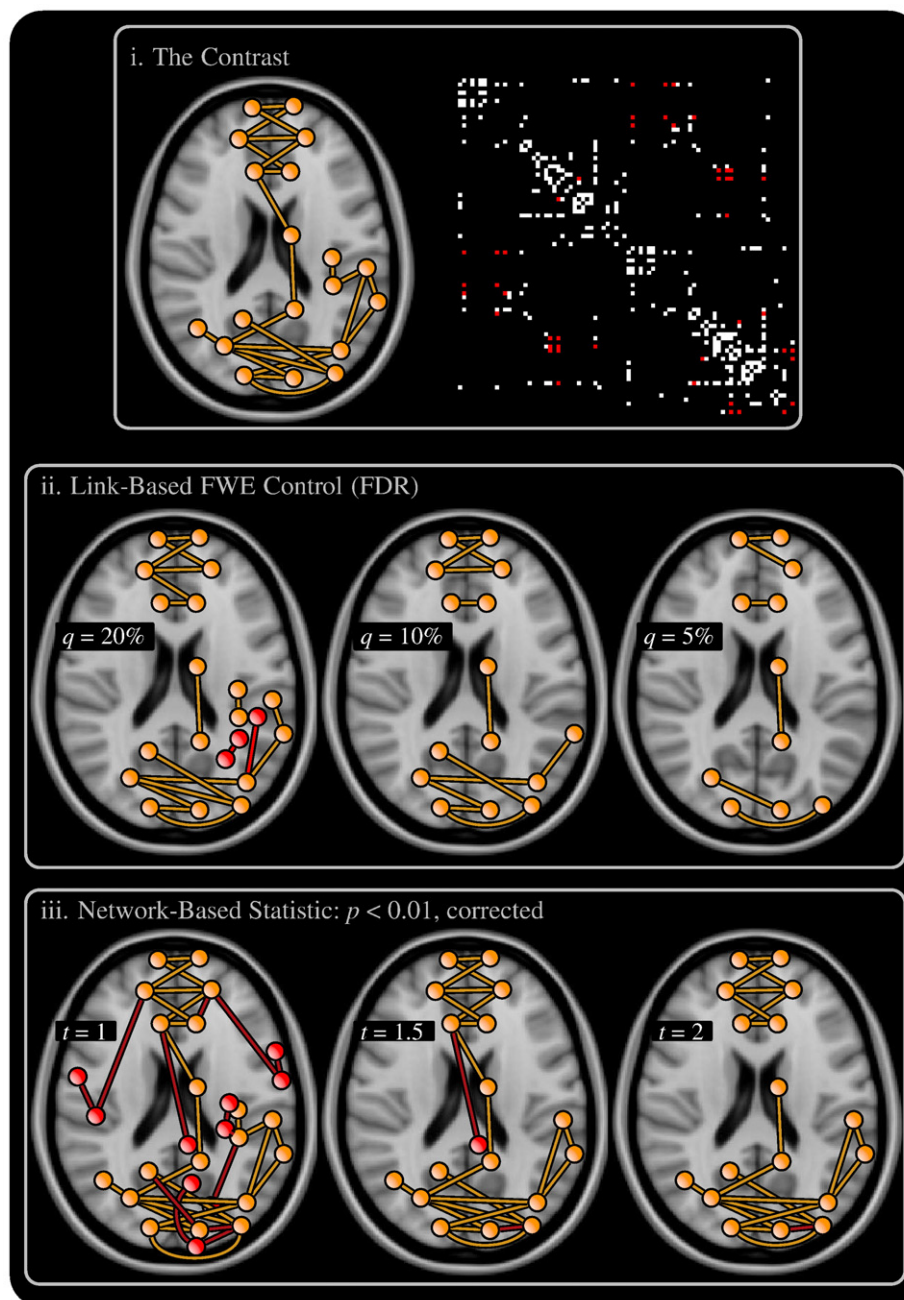 i. The Contrast
ii. Link-Based FWE Control (FDR)
q = 20%
q = 10%
q = 5%
iii. Network-Based Statistic: p < 0.01, corrected
t = 1
t = 1.5
t = 2